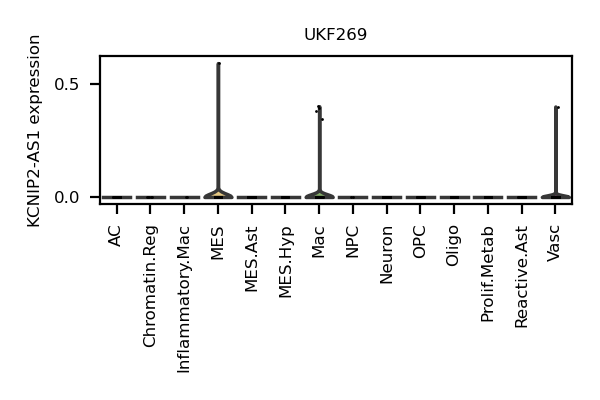 UKF269
KCNIP2-AS1 expression
0.5
0.0
AC
Chromatin.Reg
Inflammatory.Mac
MES
MES.Ast
MES.Hyp
Mac
NPC
Neuron
OPC
Oligo
Prolif.Metab
Reactive.Ast
Vasc